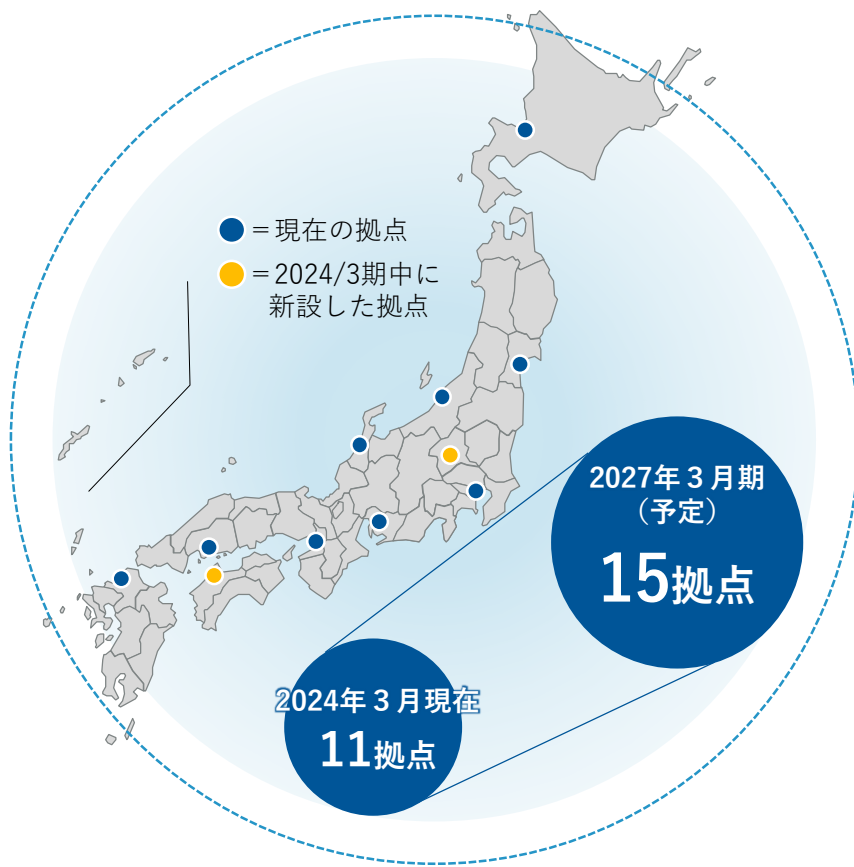 ＝現在の拠点
＝2024/3期中に
新設した拠点
2027年３月期
（予定）
15拠点
2024年３月現在
11拠点